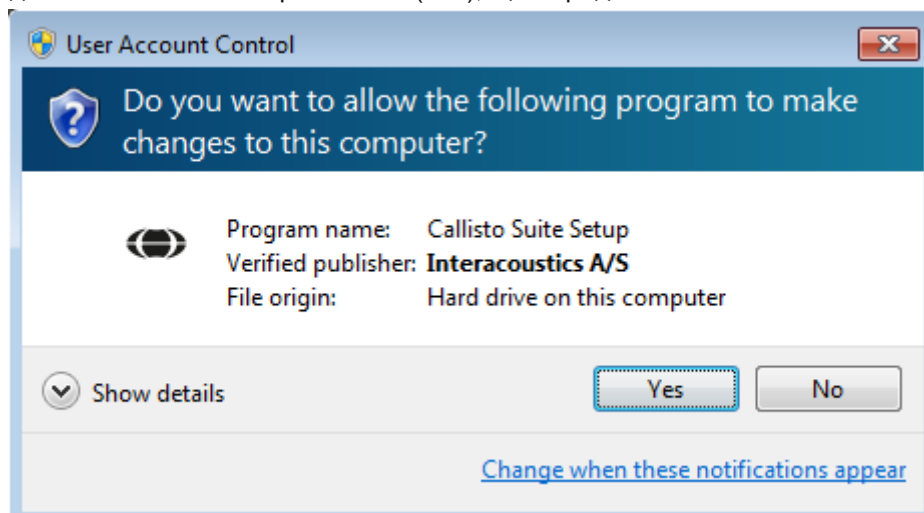 User Account Control
Do you want to allow the following program to make
changes to this computer?
Program name: Callisto Suite Setup
Verified publisher: Interacoustics A/S
File origin: Hard drive on this computer
Show details
Yes
No
Change when these notifications appear